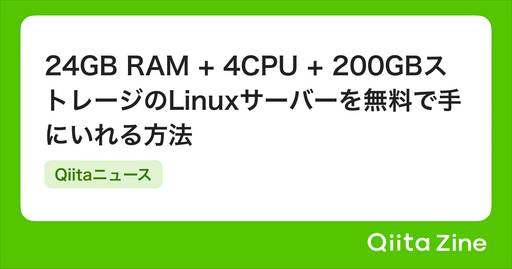 24GB RAM + 4CPU + 200GBス
トレージのLinuxサーバーを無料で手
にいれる方法
Qiitaニュース
Qiita Zine